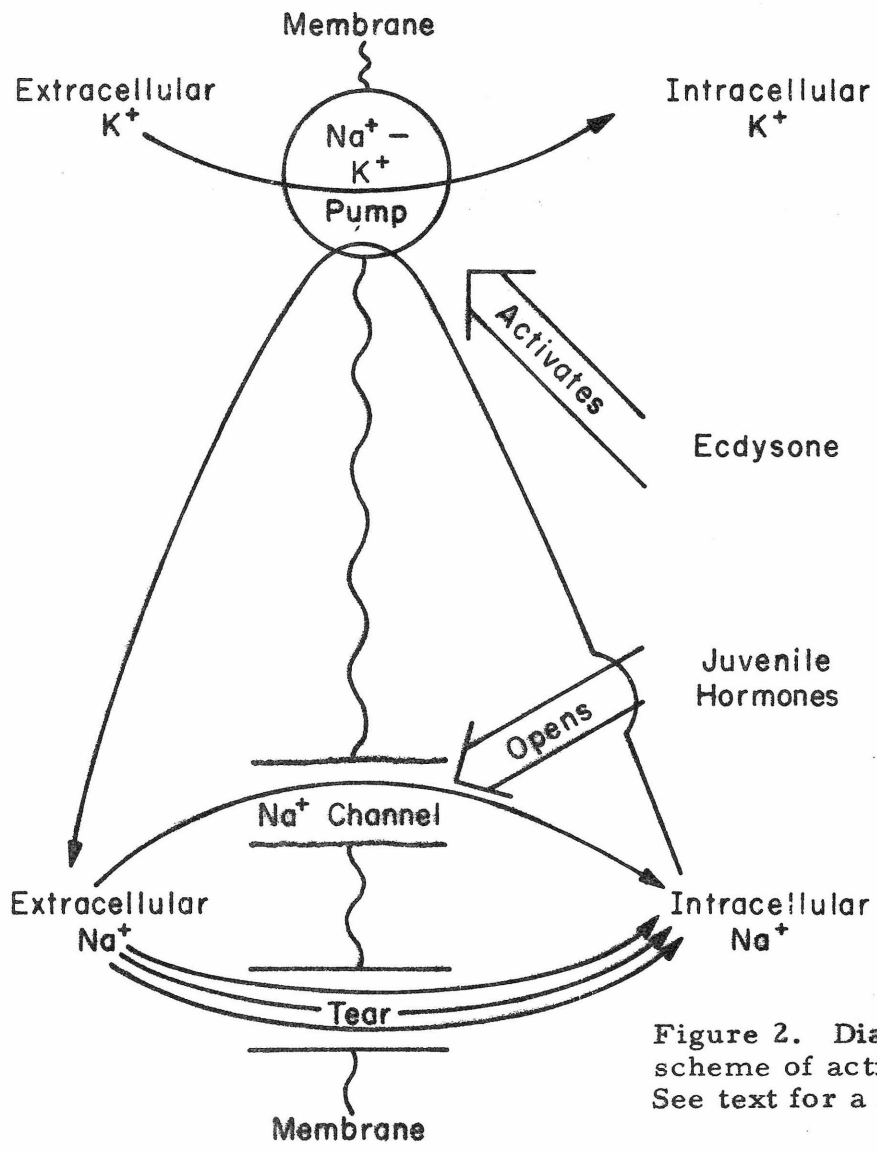 Membrane
Extracellular
K+
Intracellular
K+
Na+ –
K+
Pump
Activates
Ecdysone
Juvenile
Hormones
Opens
Na+ Channel
Extracellular
Na+
Intracellular
Na+
Tear
Figure 2. Dia
scheme of act
See text for a
Membrane